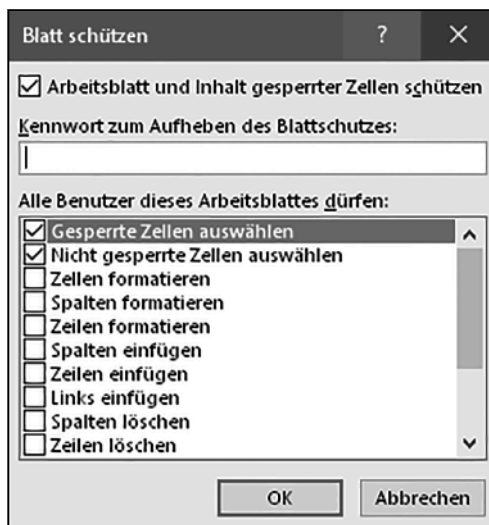 Blatt schützen ?
Arbeitsblatt und Inhalt gesperrter Zellen schützen
Kennwort zum Aufheben des Blattschutzes:
Alle Benutzer dieses Arbeitsblattes dürfen:
Gesperrte Zellen auswählen
Nicht gesperrte Zellen auswählen
Zellen formatieren
Spalten formatieren
Zeilen formatieren
Spalten einfügen
Zeilen einfügen
Links einfügen
Spalten löschen
Zeilen löschen
OK Abbrechen